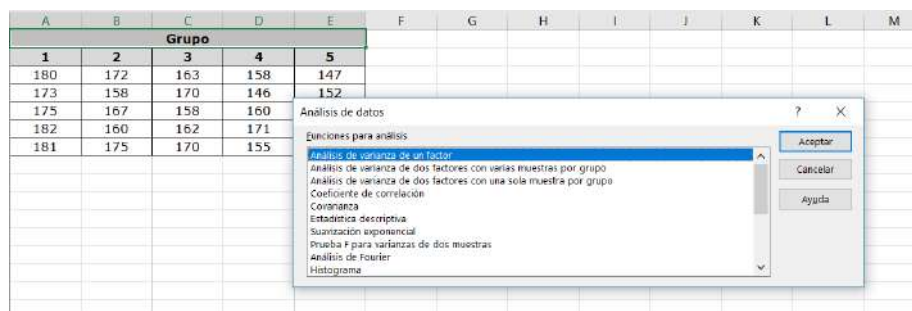 A B C D E F G H I J K L M
Grupo
1 2 3 4 5
180 172 163 158 147
173 158 170 146 152
175 167 158 160
182 160 162 171
181 175 170 155
Análisis de datos ? X
Funciones para análisis
Análisis de varianza de un factor
Análisis de varianza de dos factores con varias muestras por grupo
Análisis de varianza de dos factores con una sola muestra por grupo
Coeficiente de correlación
Covarianza
Estadística descriptiva
Suavización exponencial
Prueba F para varianzas de dos muestras
Análisis de Fourier
Histograma
Aceptar
Cancelar
Ayuda